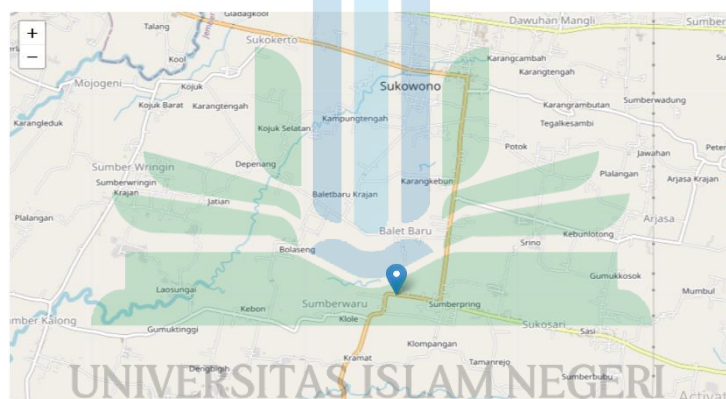 Gladagkool
Talang
Dawuhan Mangli
Sumber
+
Sukokerto
−
Kool
Karangcambah
Karangtengah
Mojogeni
Kojuk
Sukowono
Kojuk Barat
Karangtengah
Karangrambutan
Sumberwadung
Karangleduk
Kampungtengah
Tegalkesambi
Kojuk Selatan
Potok
Jawahan
Peter
Depenang
Sumber Wringin
Sumberwringin
Krajan
Karangkebun
Plalangan
Arjasa Krajan
Baletbaru Krajan
Jatian
Plalangan
Arjasa
Balet Baru
Kebunlotong
Srino
Bolaseng
Gumukkosok
Laosungai
Mumbul
Sumberwaru
Sumberpring
Kebon
mber Kalong
Klole
Sukosari
Gumuktinggi
Sasi
Klompangan
Kramat
Tamanrejo
Dengbigih
Sumberbubu
UNIVERSITAS ISLAM NEGERI
Activa